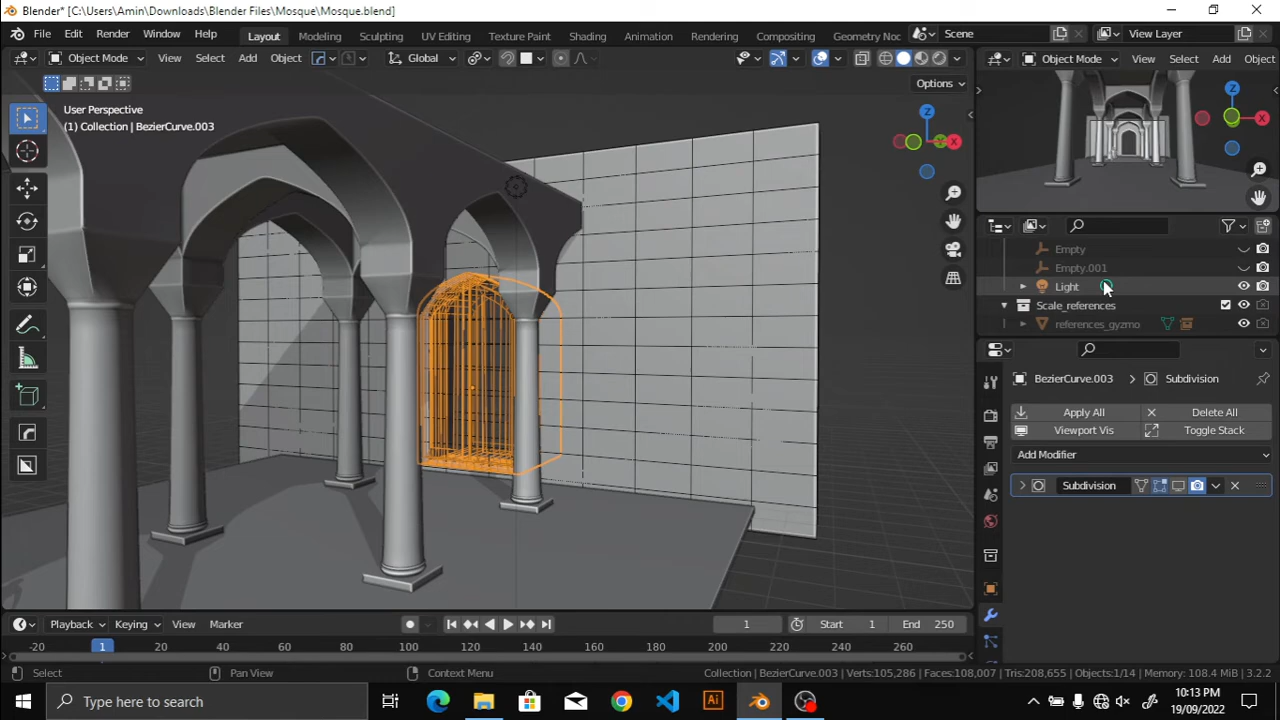 Blender* [C:\Users\Amin\Downloads\Blender Files\Mosque\Mosque.blend]
File Edit Render Window Help Layout Modeling Sculpting UV Editing Texture Paint Shading Animation Rendering Compositing Geometry Noc Scene View Layer
Object Mode View Select Add Object Global Object Mode View Select Add Object
Options
User Perspective
(1) Collection | BezierCurve.003
Z
X
Y
Z
X
Empty
Empty.001
Light
Scale_references
references_gyzmo
BezierCurve.003 Subdivision
Apply All Delete All
Viewport Vis Toggle Stack
Add Modifier
Subdivision
Playback Keying View Marker 1 Start 1 End 250
-20 1 20 40 60 80 100 120 140 160 180 200 220 240 260
Select Pan View Context Menu Collection | BezierCurve.003 | Verts:105,286 | Faces:108,007 | Tris:208,655 | Objects:1/14 | Memory: 108.4 MiB | 3.2.2
Type here to search
Ai
10:13 PM
19/09/2022